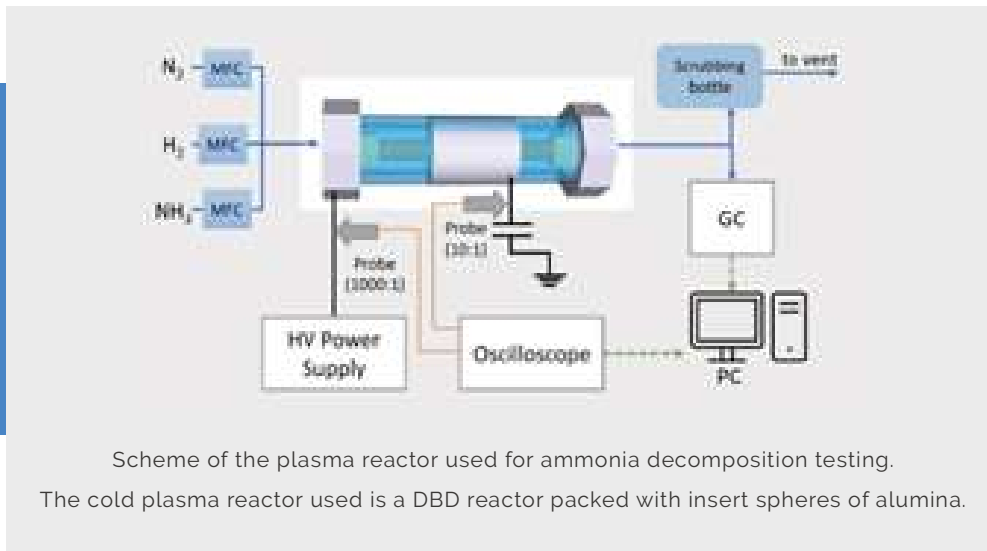 N₂
MFC
to vent
Scrubbing
bottle
H₂
MFC
NH₃
MFC
GC
Probe
(10:1)
Probe
(1000:1)
HV Power
Supply
Oscilloscope
PC
Scheme of the plasma reactor used for ammonia decomposition testing.
The cold plasma reactor used is a DBD reactor packed with insert spheres of alumina.